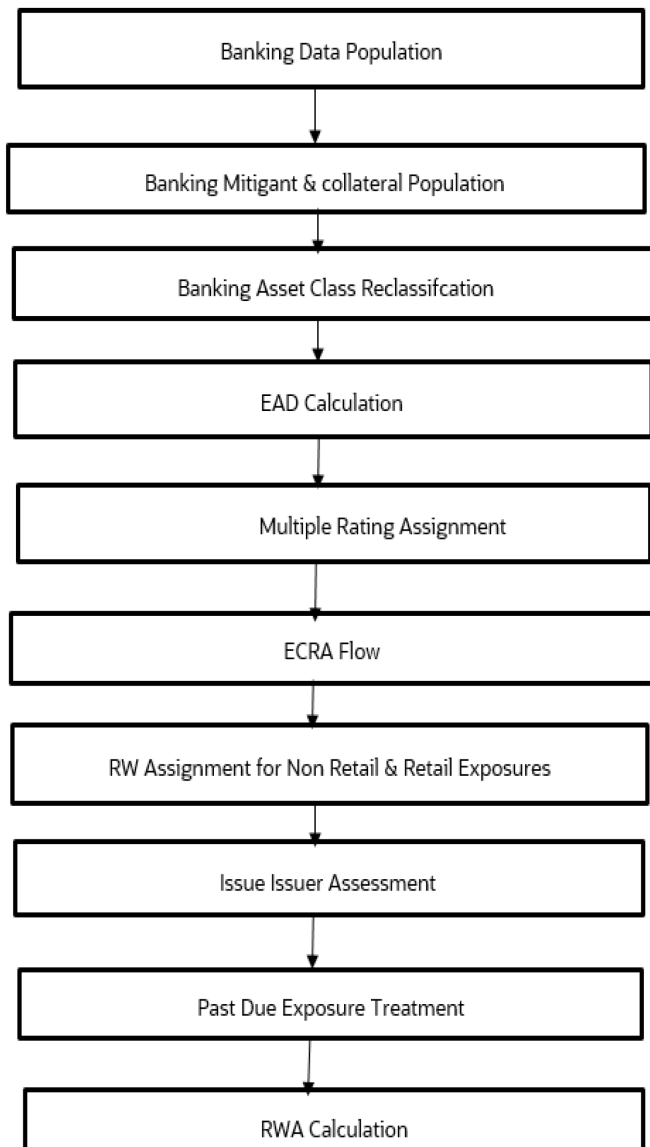 Banking Data Population
Banking Mitigant & collateral Population
Banking Asset Class Reclassifcation
EAD Calculation
Multiple Rating Assignment
ECRA Flow
RW Assignment for Non Retail & Retail Exposures
Issue Issuer Assessment
Past Due Exposure Treatment
RWA Calculation